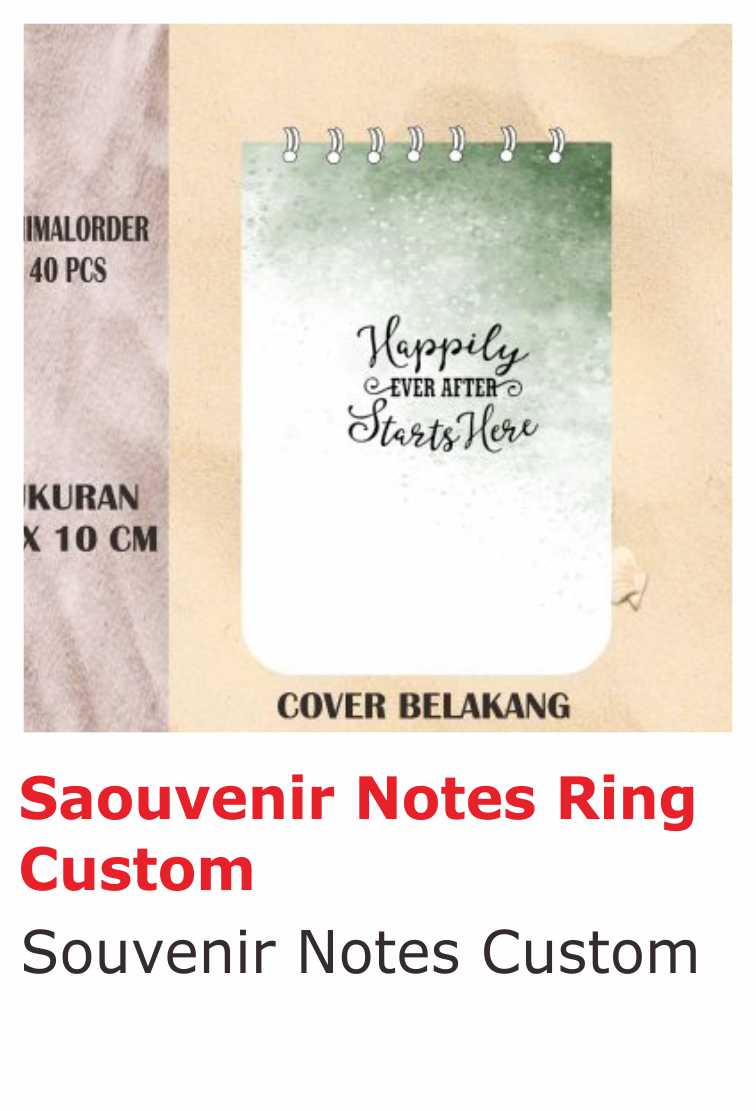 IMALORDER
40 PCS
KURAN
X 10 CM
Happily
EVER AFTER
Starts Here
COVER BELAKANG
Saouvenir Notes Ring
Custom
Souvenir Notes Custom